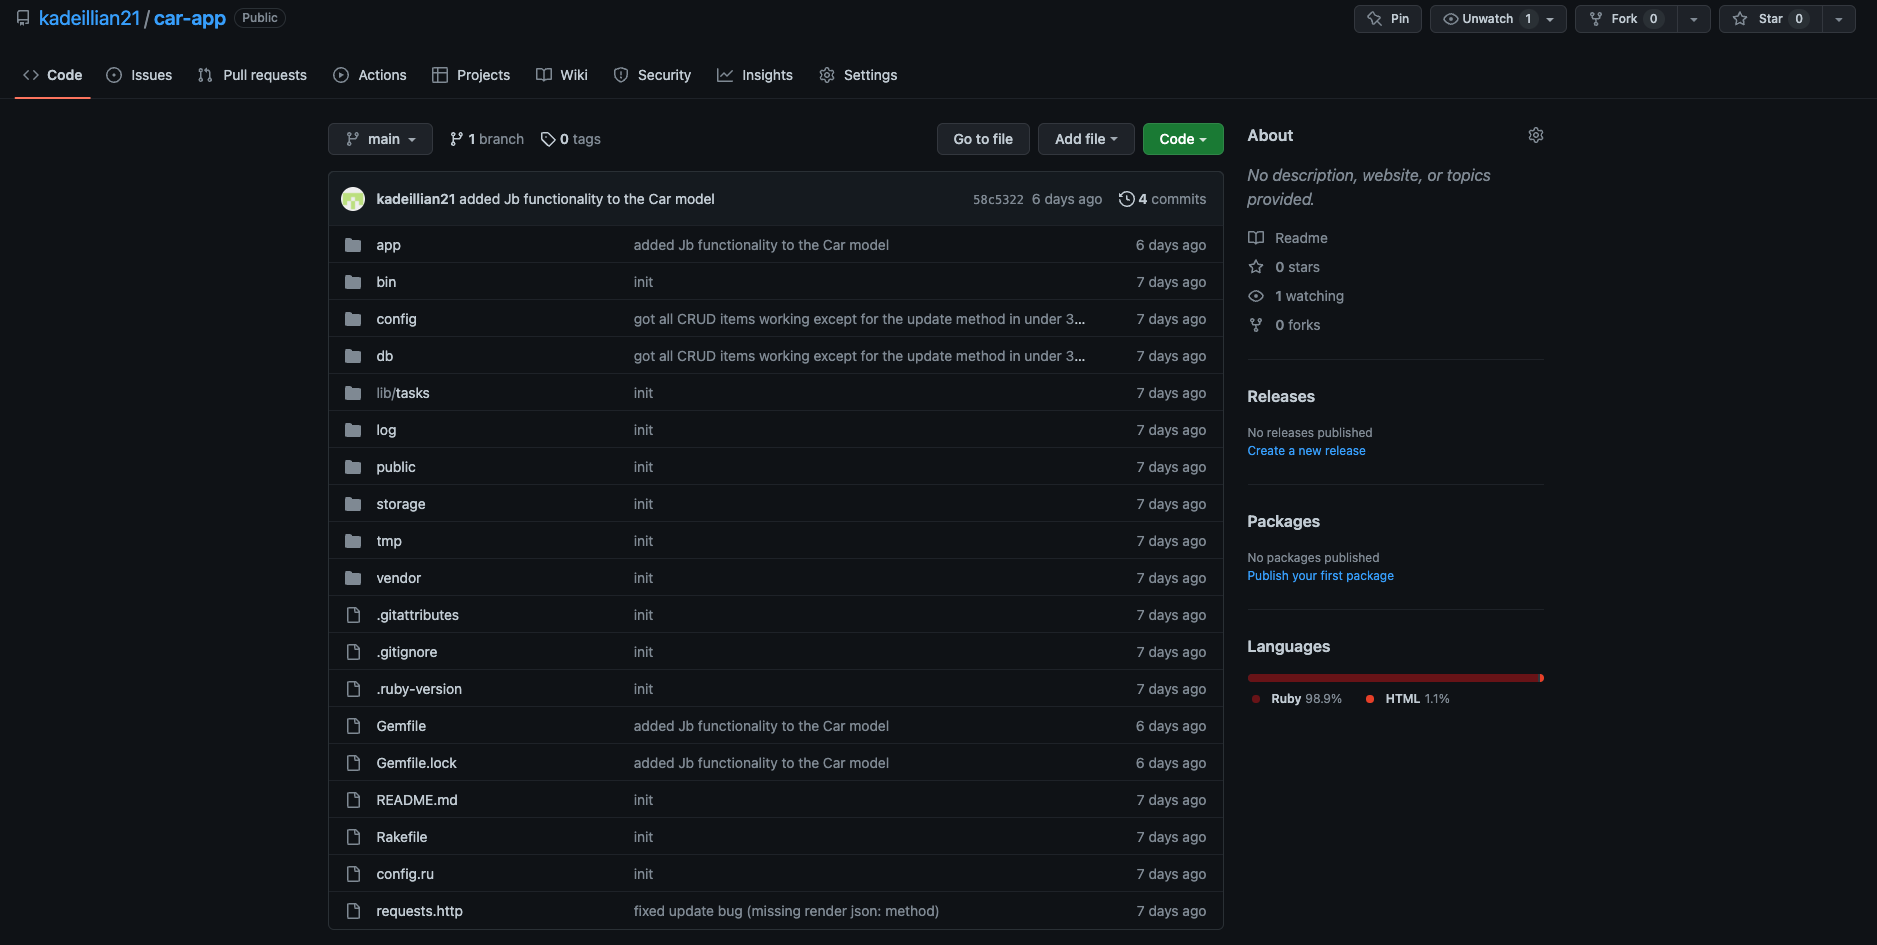 kadeillian21 / car-app Public
Pin
Unwatch 1
Fork 0
Star 0
Code
Issues
Pull requests
Actions
Projects
Wiki
Security
Insights
Settings
main
1 branch
0 tags
Go to file
Add file
Code
kadeillian21 added Jb functionality to the Car model 58c5322 6 days ago 4 commits
app added Jb functionality to the Car model 6 days ago
bin init 7 days ago
config got all CRUD items working except for the update method in under 3... 7 days ago
db got all CRUD items working except for the update method in under 3... 7 days ago
lib/tasks init 7 days ago
log init 7 days ago
public init 7 days ago
storage init 7 days ago
tmp init 7 days ago
vendor init 7 days ago
.gitattributes init 7 days ago
.gitignore init 7 days ago
.ruby-version init 7 days ago
Gemfile added Jb functionality to the Car model 6 days ago
Gemfile.lock added Jb functionality to the Car model 6 days ago
README.md init 7 days ago
Rakefile init 7 days ago
config.ru init 7 days ago
requests.http fixed update bug (missing render json: method) 7 days ago
About
No description, website, or topics
provided.
Readme
0 stars
1 watching
0 forks
Releases
No releases published
Create a new release
Packages
No packages published
Publish your first package
Languages
Ruby 98.9% HTML 1.1%